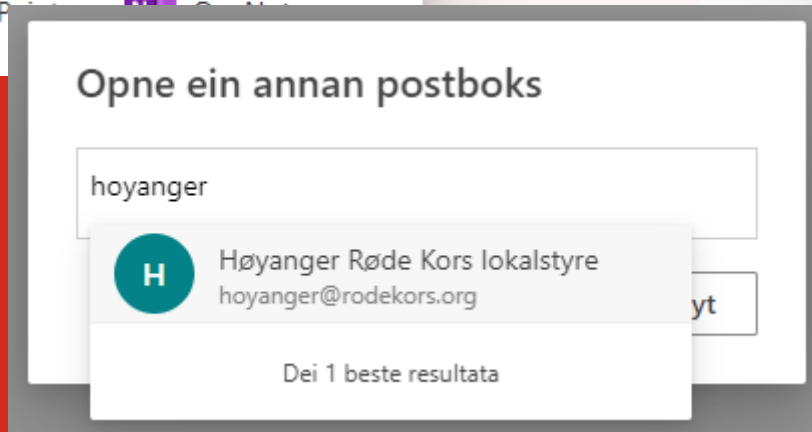 Opne ein annan postboks
hoyanger
H
Høyanger Røde Kors lokalstyre
hoyanger@rodekors.org
Dei 1 beste resultata